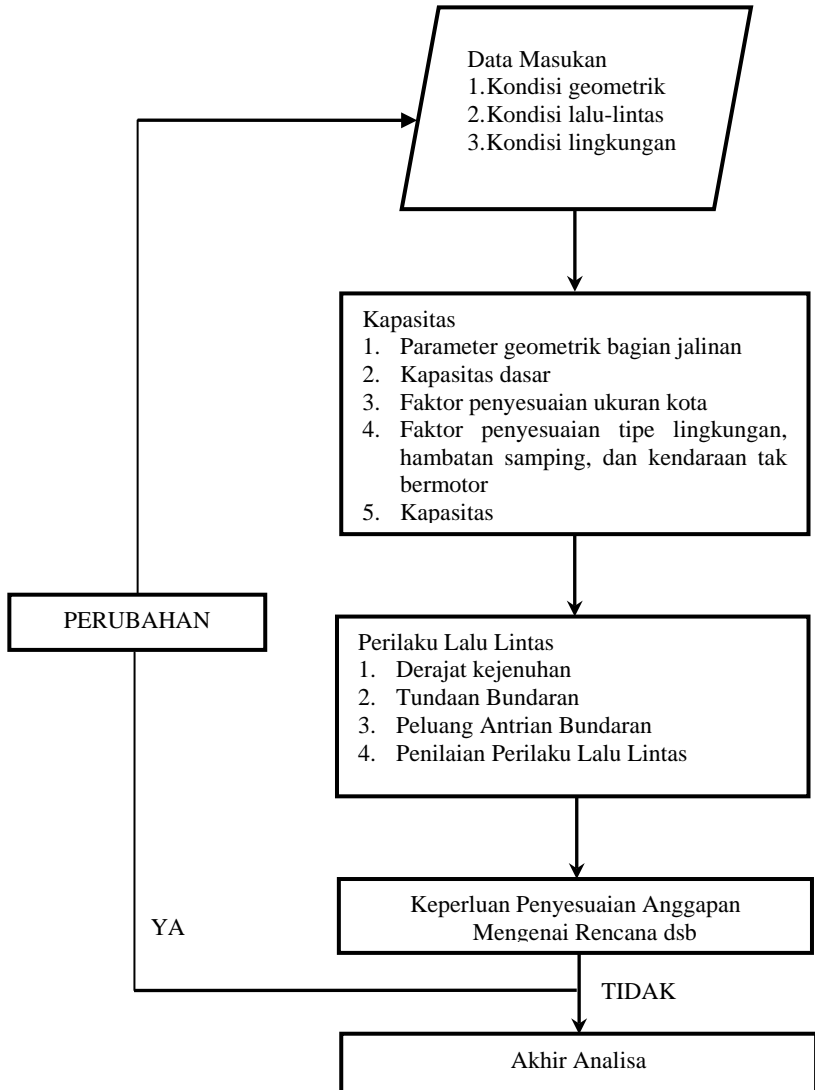 Data Masukan
1.Kondisi geometrik
2.Kondisi lalu-lintas
3.Kondisi lingkungan
Kapasitas
1. Parameter geometrik bagian jalinan
2. Kapasitas dasar
3. Faktor penyesuaian ukuran kota
4. Faktor penyesuaian tipe lingkungan,
hambatan samping, dan kendaraan tak
bermotor
5. Kapasitas
PERUBAHAN
Perilaku Lalu Lintas
1. Derajat kejenuhan
2. Tundaan Bundaran
3. Peluang Antrian Bundaran
4. Penilaian Perilaku Lalu Lintas
Keperluan Penyesuaian Anggapan
Mengenai Rencana dsb
YA
TIDAK
Akhir Analisa